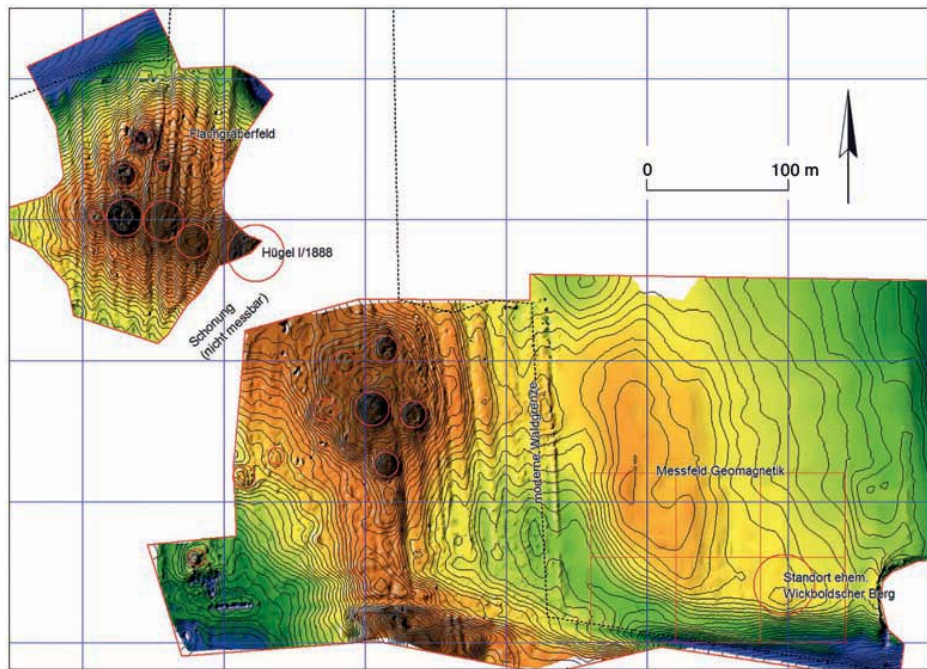 Flachgräberfeld
0 100 m
Hügel I/1888
Schonung
(nicht messbar)
moderne Waldgrenze
Messfeld Geomagnetik
Standort ehem.
Wickboldscher Berg